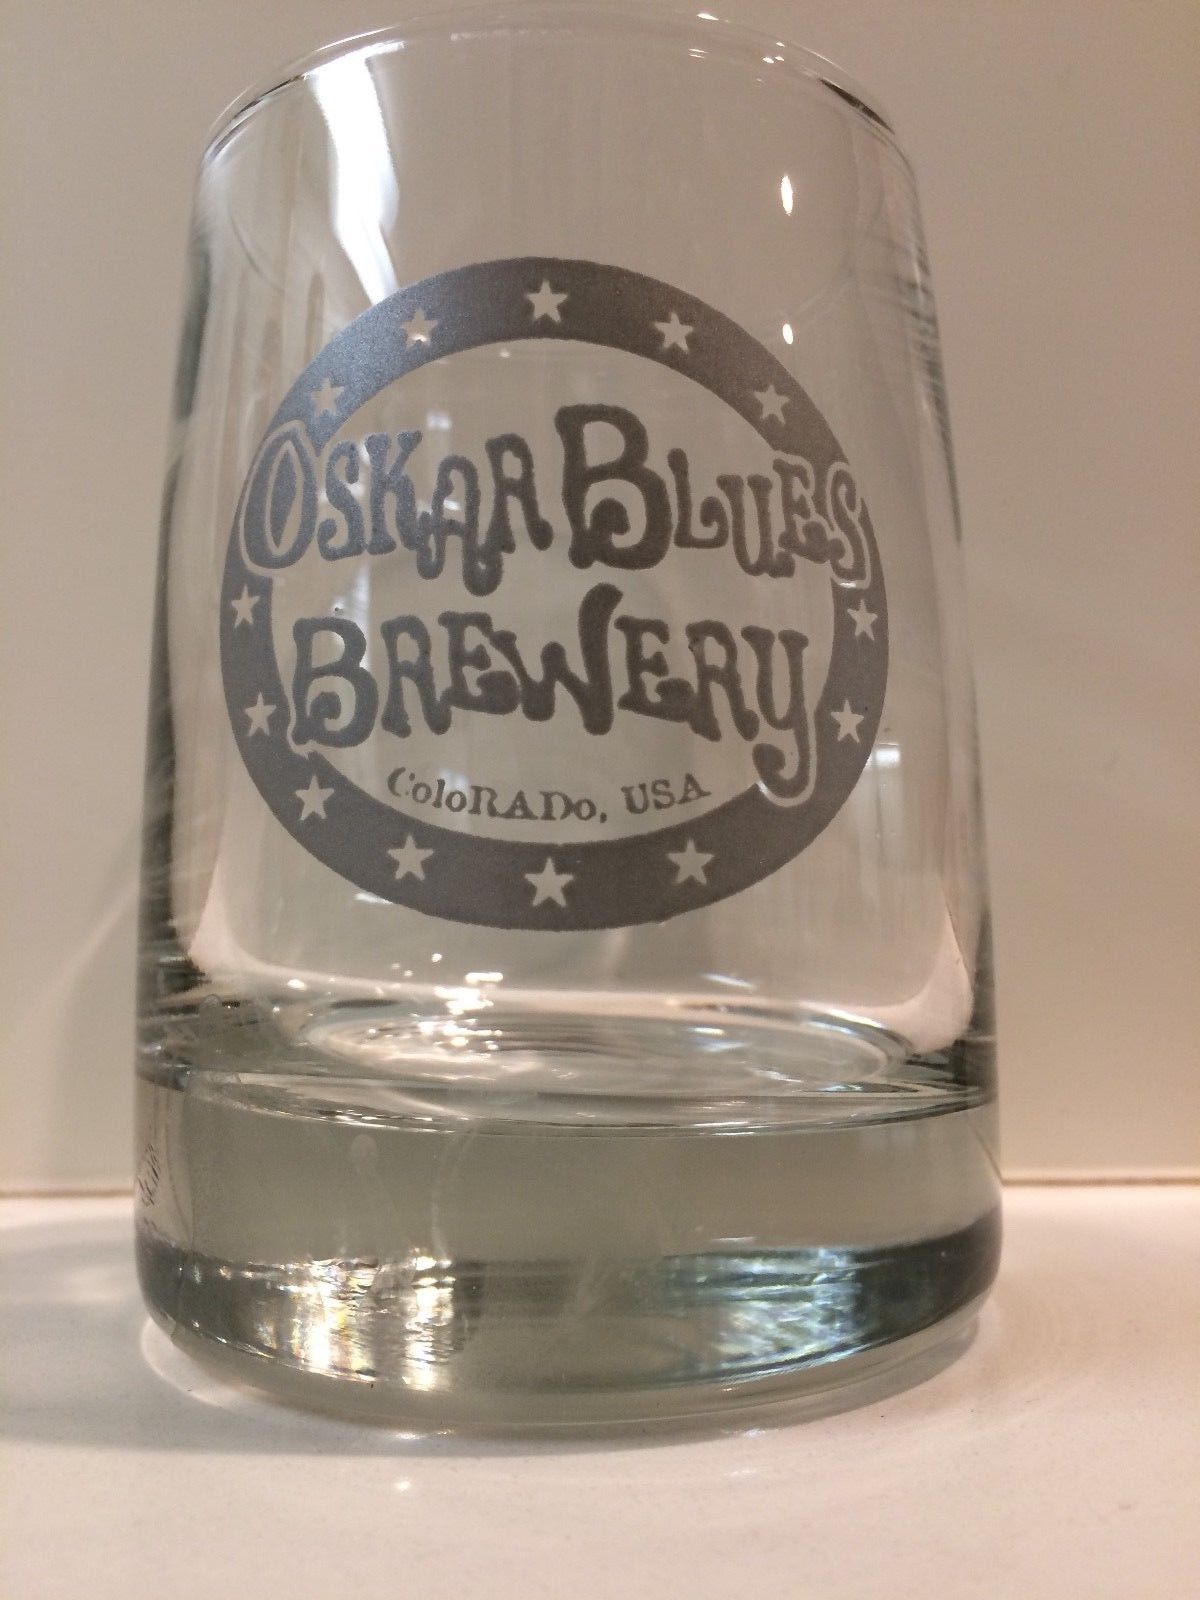 OSKAR BLUES
BREWERY
ColoRADo, USA